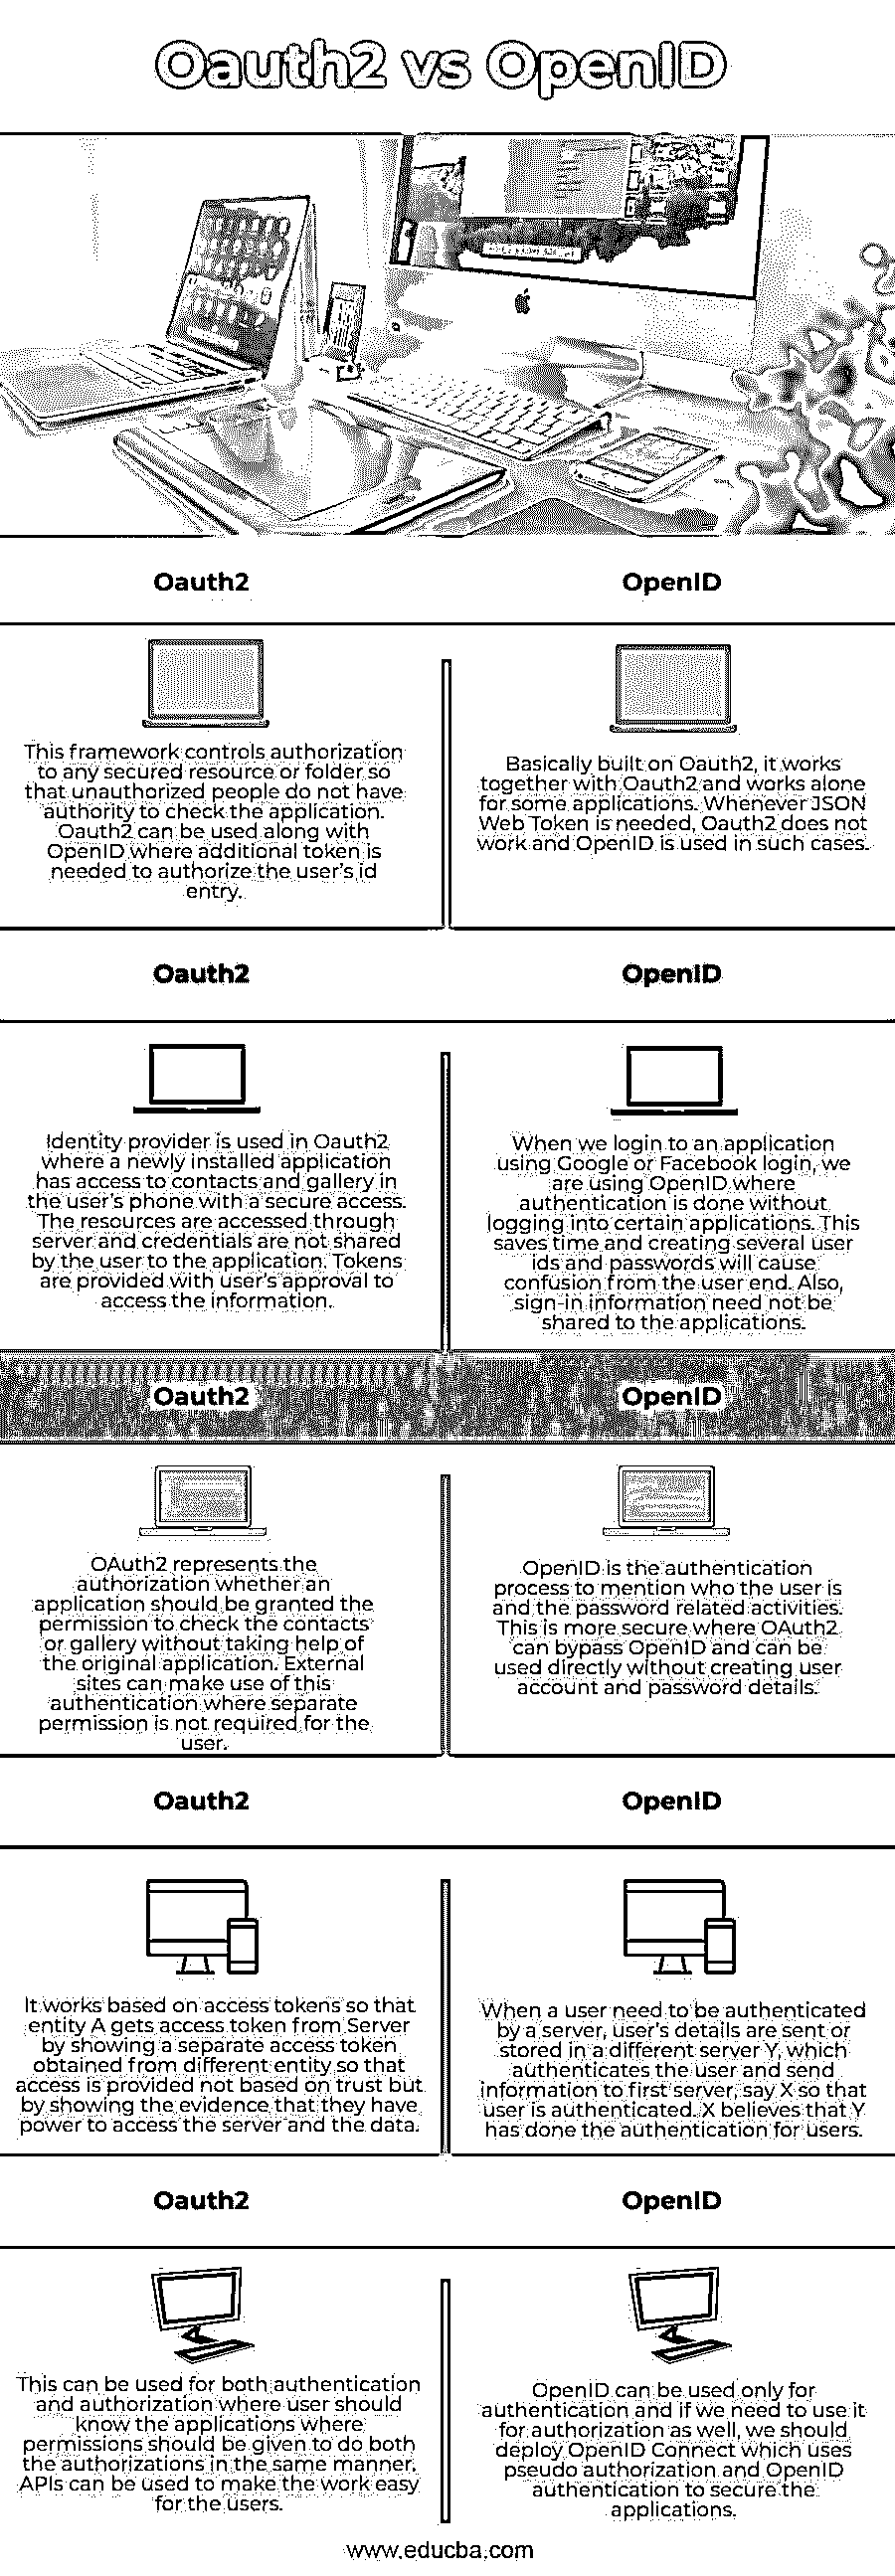 Oauth2 vs OpenID
Oauth2
OpenID
This framework controls authorization
to any secured resource or folder so
that unauthorized people do not have
authority to check the application.
Oauth2 can be used along with
OpenID where additional token is
needed to authorize the user's id
entry.
Basically built on Oauth2, it works
together with Oauth2 and works alone
for some applications. Whenever JSON
Web Token is needed, Oauth2 does not
work and OpenID is used in such cases.
Oauth2
OpenID
Identity provider is used in Oauth2
where a newly installed application
has access to contacts and gallery in
the user's phone with a secure access.
The resources are accessed through
server and credentials are not shared
by the user to the application. Tokens
are provided with user's approval to
access the information.
When we login to an application
using Google or Facebook login, we
are using OpenID where
authentication is done without
logging into certain applications. This
saves time and creating several user
ids and passwords will cause
confusion from the user end. Also,
sign-in information need not be
shared to the applications.
Oauth2
OpenID
OAuth2 represents the
authorization whether an
application should be granted the
permission to check the contacts
or gallery without taking help of
the original application. External
sites can make use of this
authentication where separate
permission is not required for the
user.
OpenID is the authentication
process to mention who the user is
and the password related activities.
This is more secure where OAuth2
can bypass OpenID and can be
used directly without creating user
account and password details.
Oauth2
OpenID
It works based on access tokens so that
entity A gets access token from Server
by showing a separate access token
obtained from different entity so that
access is provided not based on trust but
by showing the evidence that they have
power to access the server and the data.
When a user need to be authenticated
by a server, user's details are sent or
stored in a different server Y, which
authenticates the user and send
information to first server, say X so that
user is authenticated. X believes that Y
has done the authentication for users.
Oauth2
OpenID
This can be used for both authentication
and authorization where user should
know the applications where
permissions should be given to do both
the authorizations in the same manner.
APIs can be used to make the work easy
for the users.
OpenID can be used only for
authentication and if we need to use it
for authorization as well, we should
deploy OpenID Connect which uses
pseudo authorization and OpenID
authentication to secure the
applications.
www.educba.com